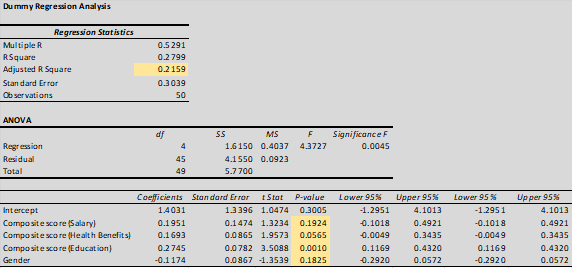 Dummy Regression Analysis
Regression Statistics
Multiple R 0.5291
R Square 0.2799
Adjusted R Square 0.2159
Standard Error 0.3039
Observations 50
ANOVA
df SS MS F Significance F
Regression 4 1.6150 0.4037 4.3727 0.0045
Residual 45 4.1550 0.0923
Total 49 5.7700
Coefficients Standard Error t Stat P-value Lower 95% Upper 95% Lower 95% Upper 95%
Intercept 1.4031 1.3396 1.0474 0.3005 -1.2951 4.1013 -1.2951 4.1013
Composite score (Salary) 0.1951 0.1474 1.3234 0.1924 -0.1018 0.4921 -0.1018 0.4921
Composite score (Health Benefits) 0.1693 0.0865 1.9573 0.0565 -0.0049 0.3435 -0.0049 0.3435
Composite score (Education) 0.2745 0.0782 3.5088 0.0010 0.1169 0.4320 0.1169 0.4320
Gender -0.1174 0.0867 -1.3539 0.1825 -0.2920 0.0572 -0.2920 0.0572